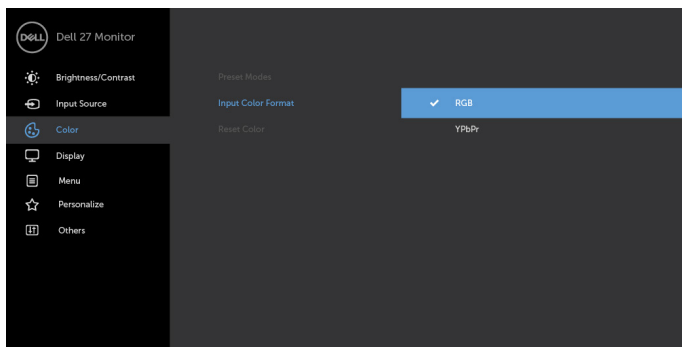 DELL Dell 27 Monitor
Brightness/Contrast
Preset Modes
Input Source
Input Color Format
RGB
Color
Reset Color
YPbPr
Display
Menu
Personalize
Others